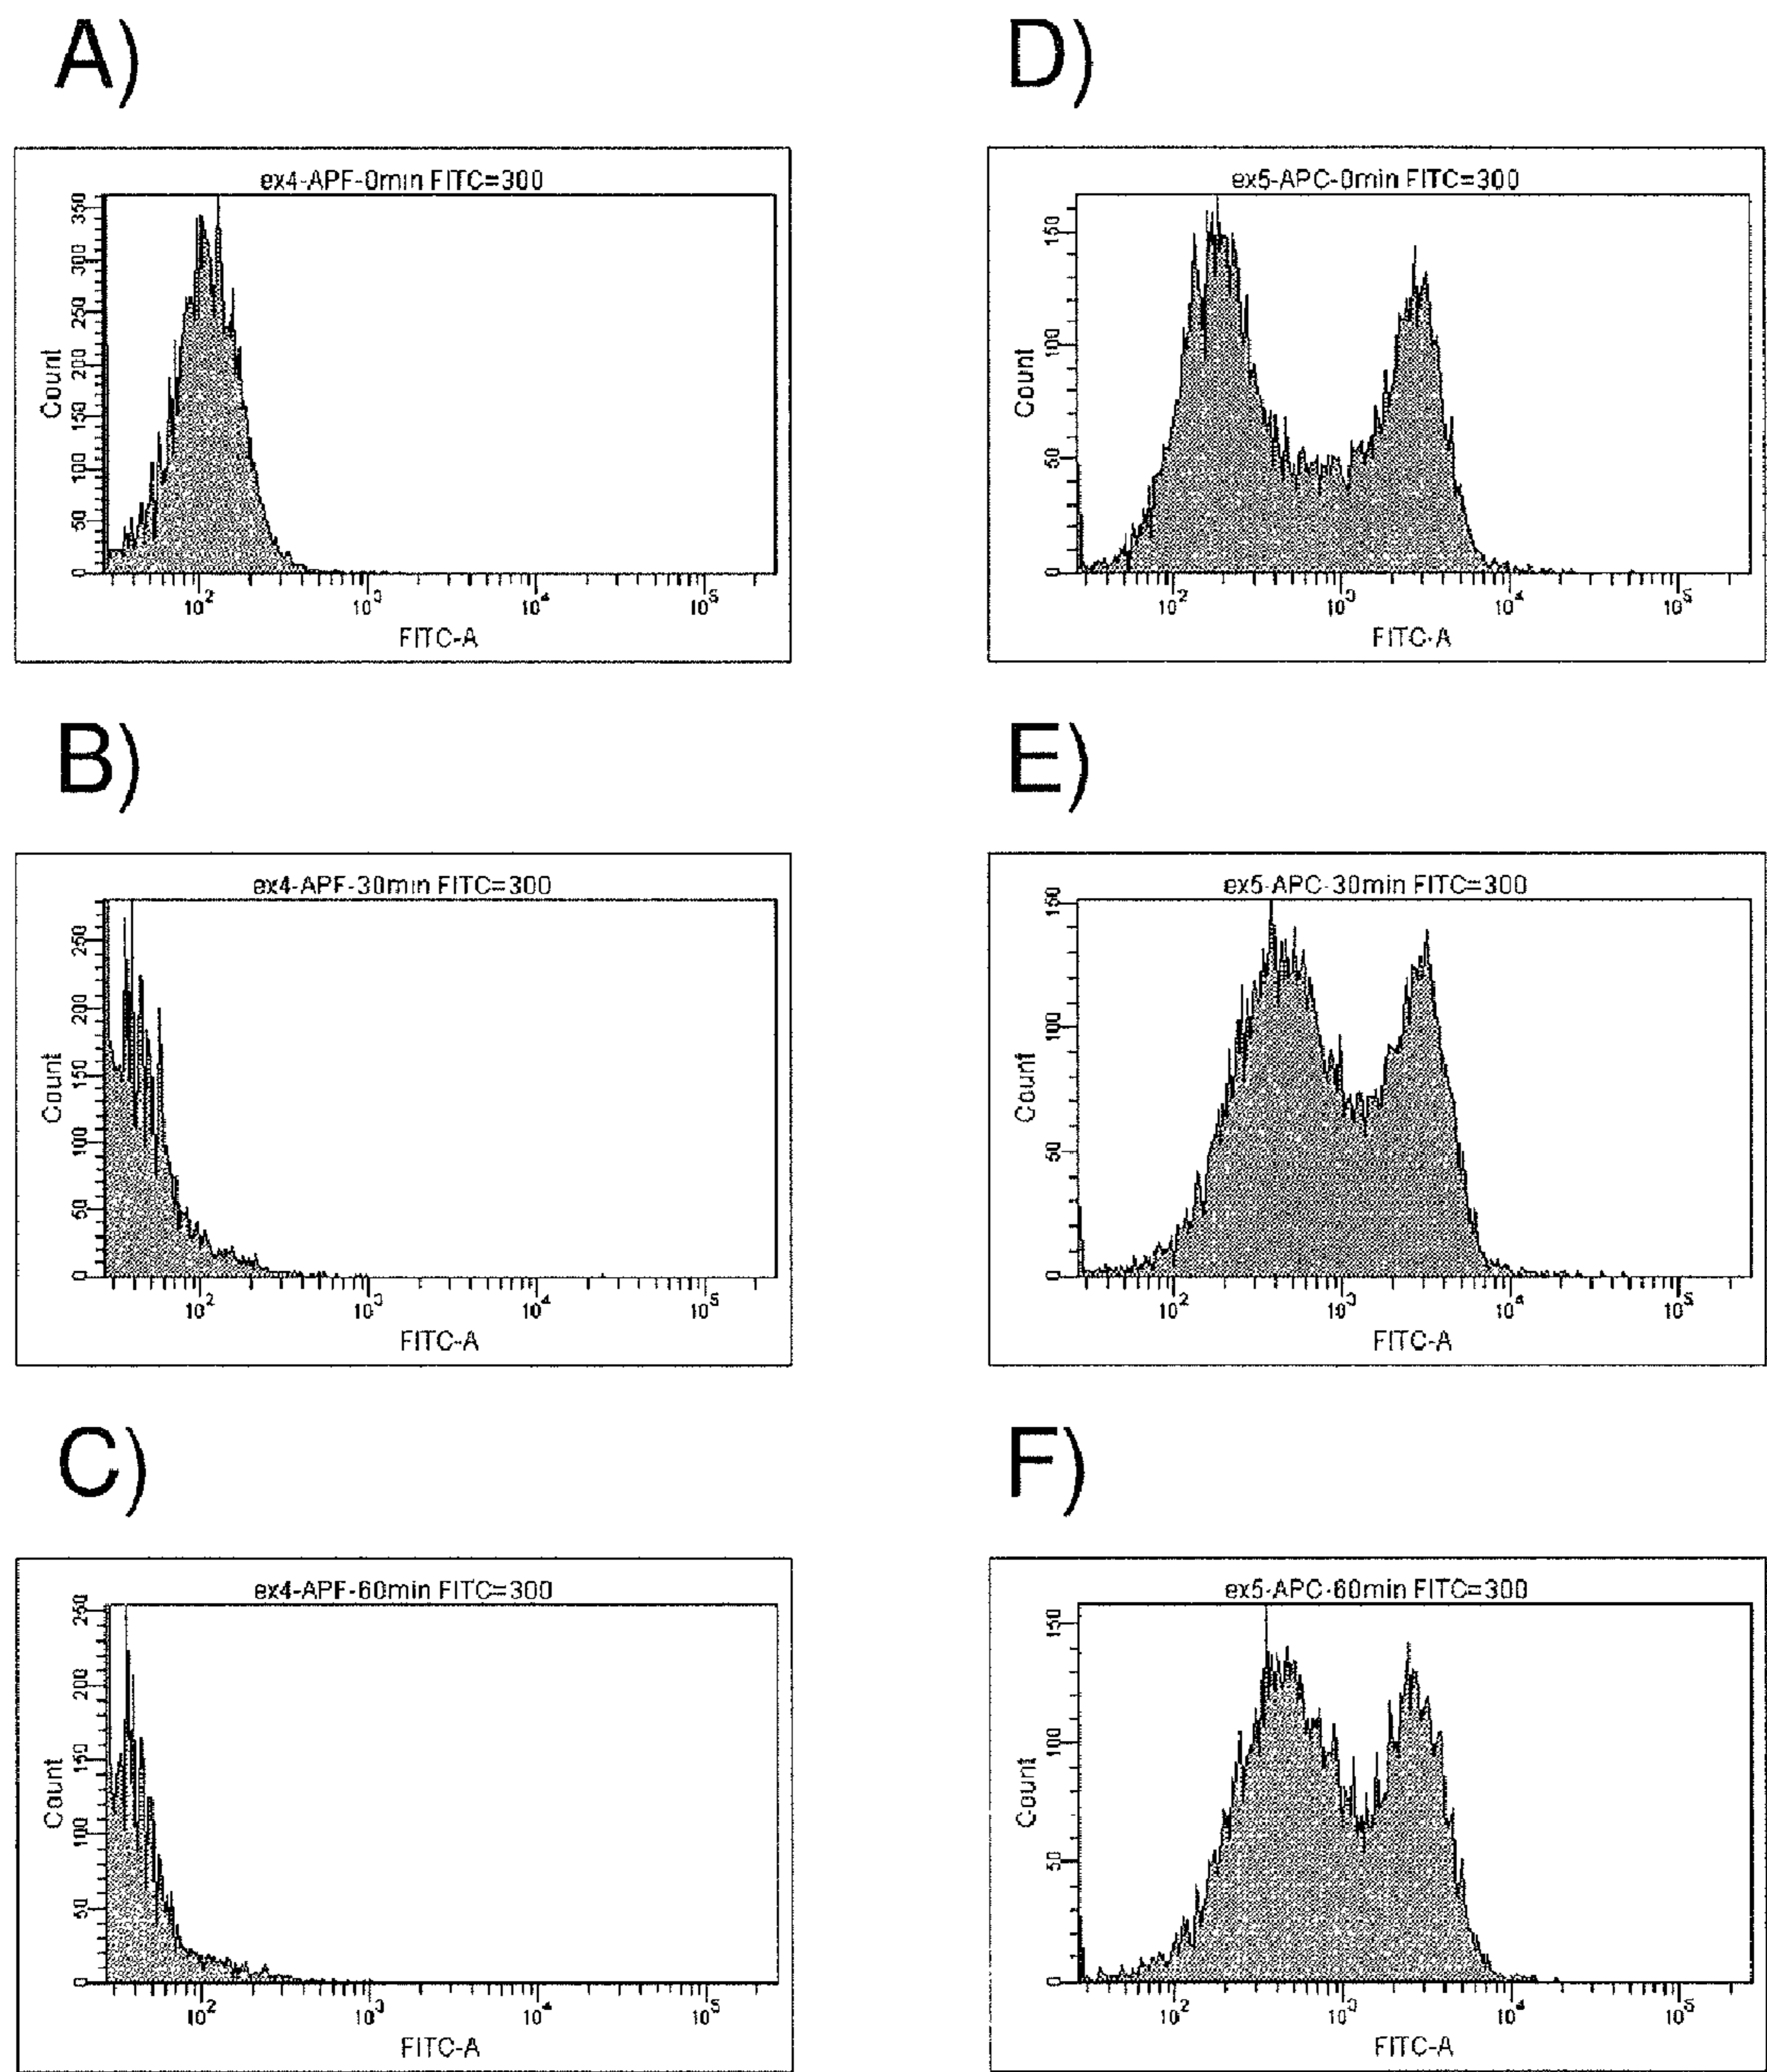 A)
ex4-APF-0min FITC=300
Count
350
300
250
200
150
100
50
0
10²
10³
10⁴
10⁵
FITC-A
B)
ex4-APF-30min FITC=300
Count
250
200
150
100
50
0
10²
10³
10⁴
10⁵
FITC-A
C)
ex4-APF-60min FITC=300
Count
250
200
150
100
50
0
10²
10³
10⁴
10⁵
FITC-A
D)
ex5-APC-0min FITC=300
Count
150
100
50
0
10²
10³
10⁴
10⁵
FITC-A
E)
ex5-APC-30min FITC=300
Count
150
100
50
0
10²
10³
10⁴
10⁵
FITC-A
F)
ex5-APC-60min FITC=300
Count
150
100
50
0
10²
10³
10⁴
10⁵
FITC-A